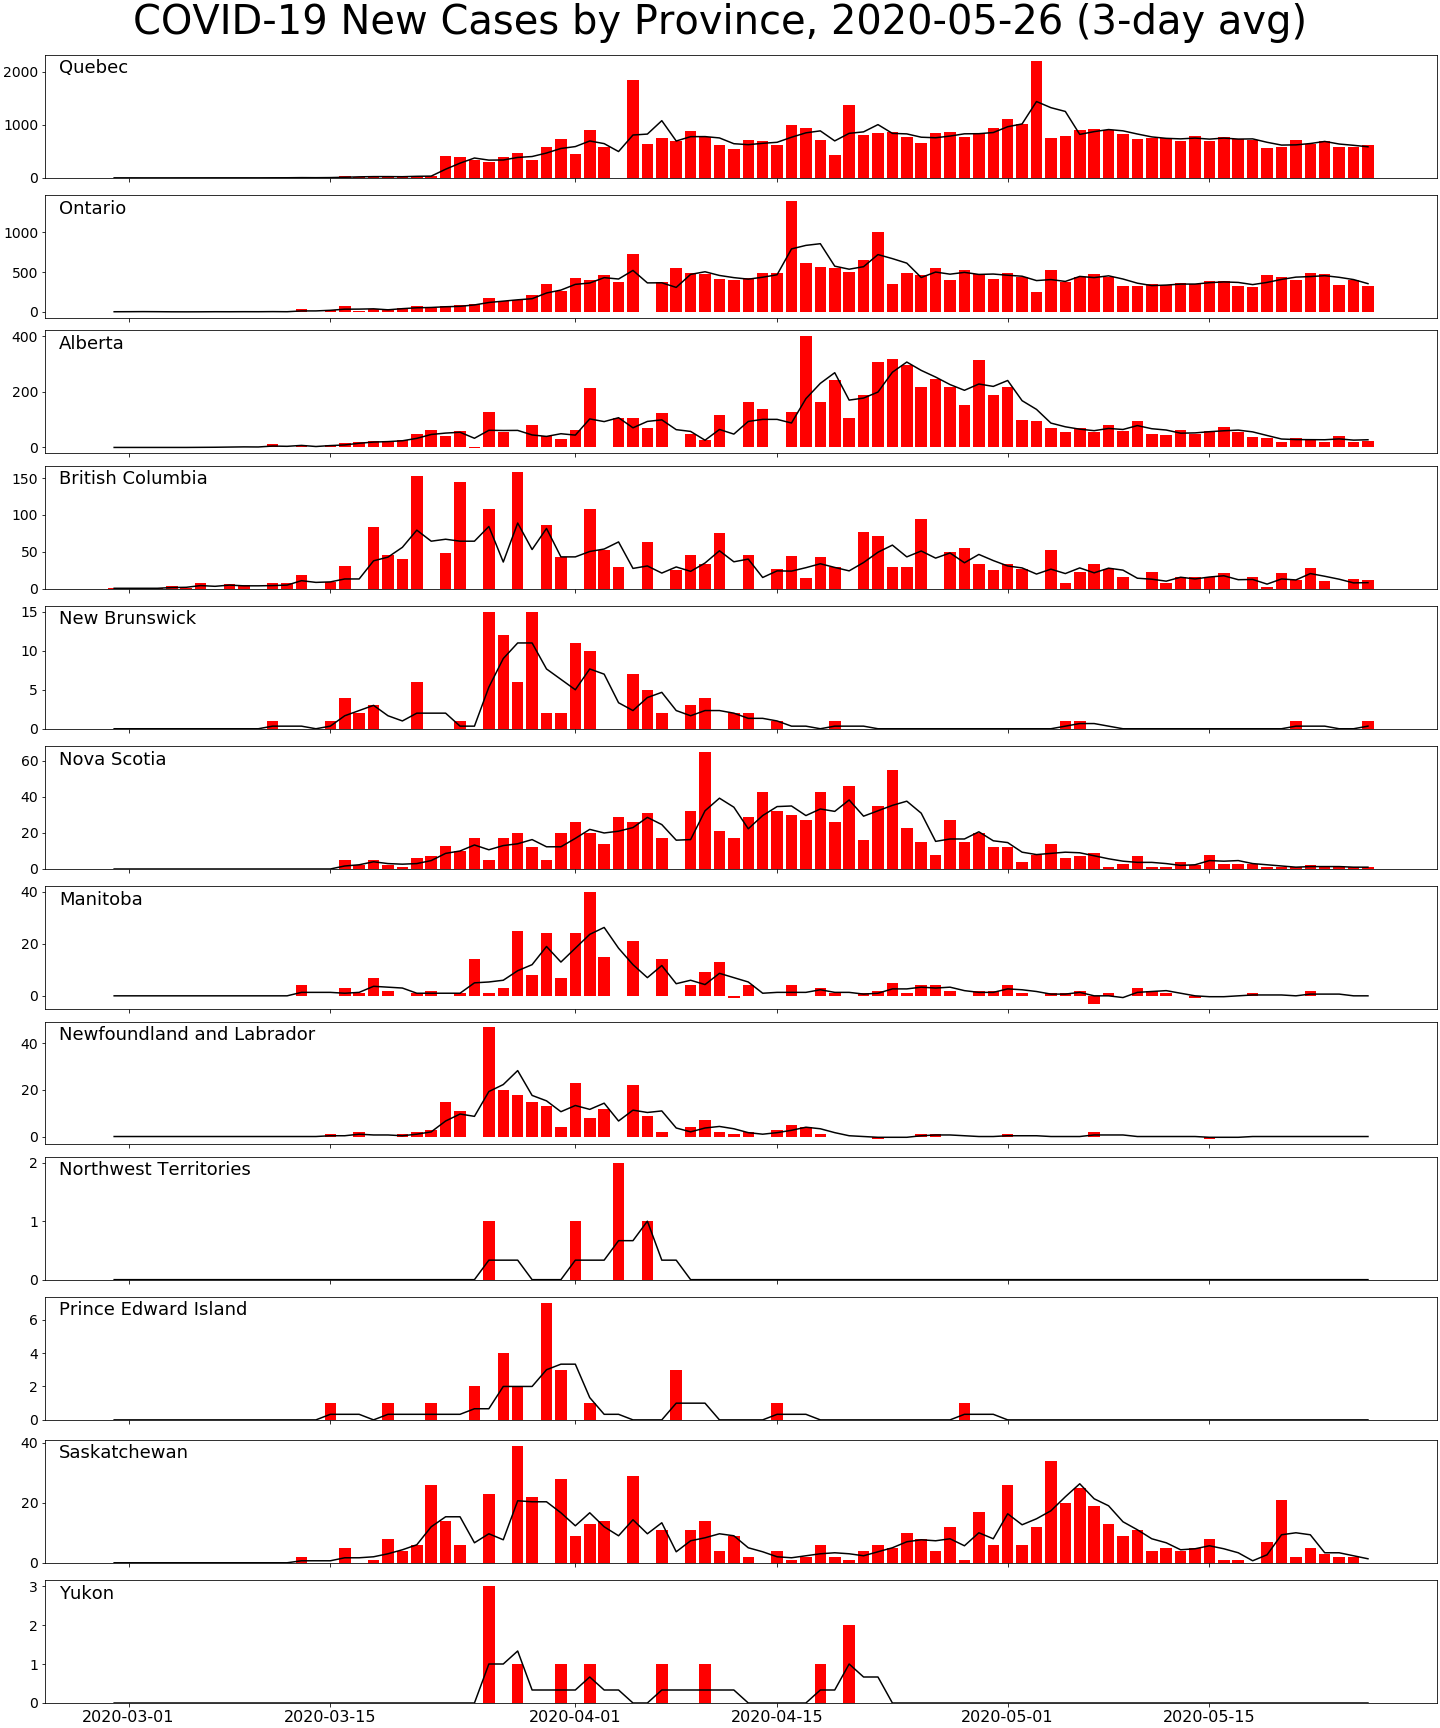 COVID-19 New Cases by Province, 2020-05-26 (3-day avg)
Quebec
2000
1000
0
Ontario
1000
500
0
Alberta
400
200
0
British Columbia
150
100
50
0
New Brunswick
15
10
5
0
Nova Scotia
60
40
20
0
Manitoba
40
20
0
Newfoundland and Labrador
40
20
0
Northwest Territories
2
1
0
Prince Edward Island
6
4
2
0
Saskatchewan
40
20
0
Yukon
3
2
1
0
2020-03-01 2020-03-15 2020-04-01 2020-04-15 2020-05-01 2020-05-15